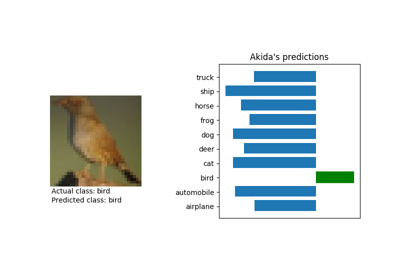 Akida's predictions
truck
ship
horse
frog
dog
deer
cat
bird
automobile
airplane
Actual class: bird
Predicted class: bird